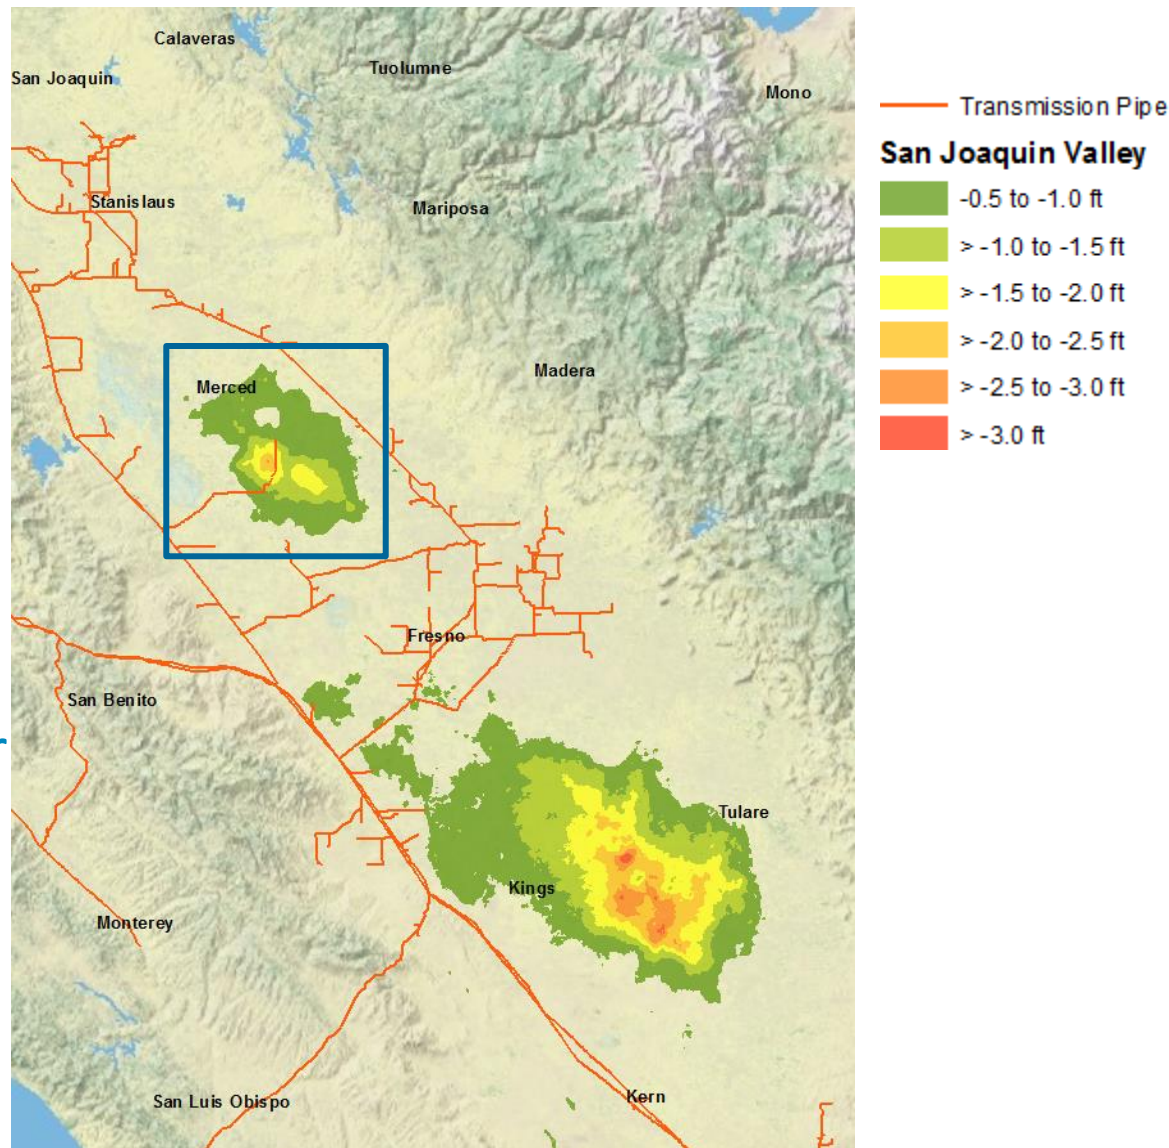 Calaveras
San Joaquin
Tuolumne
Mono
Stanislaus
Mariposa
Merced
Madera
Fresno
San Benito
Tulare
Kings
Monterey
San Luis Obispo
Kern
Transmission Pipe
San Joaquin Valley
-0.5 to -1.0 ft
> -1.0 to -1.5 ft
> -1.5 to -2.0 ft
> -2.0 to -2.5 ft
> -2.5 to -3.0 ft
> -3.0 ft